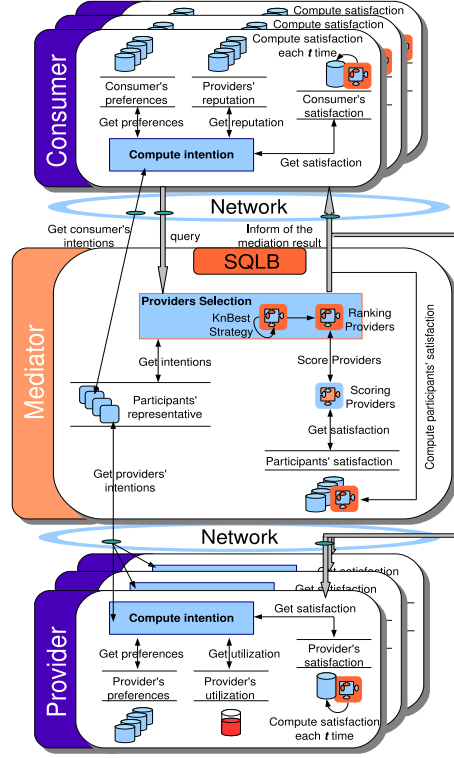 Compute satisfaction
Compute satisfaction
Compute satisfaction
each t time
Consumer
Consumer's
preferences
Providers'
reputation
Consumer's
satisfaction
Get preferences
Get reputation
Compute intention
Get satisfaction
Network
Get consumer's
intentions
query
Inform of the
mediation result
SQLB
Mediator
Providers Selection
KnBest
Strategy
Ranking
Providers
Get intentions
Score Providers
Participants'
representative
Scoring
Providers
Get satisfaction
Compute participants' satisfaction
Get providers'
intentions
Participants' satisfaction
Network
Get satisfaction
Get satisfaction
Get satisfaction
Provider
Compute intention
Get preferences
Get utilization
Provider's
satisfaction
Provider's
preferences
Provider's
utilization
Compute satisfaction
each t time